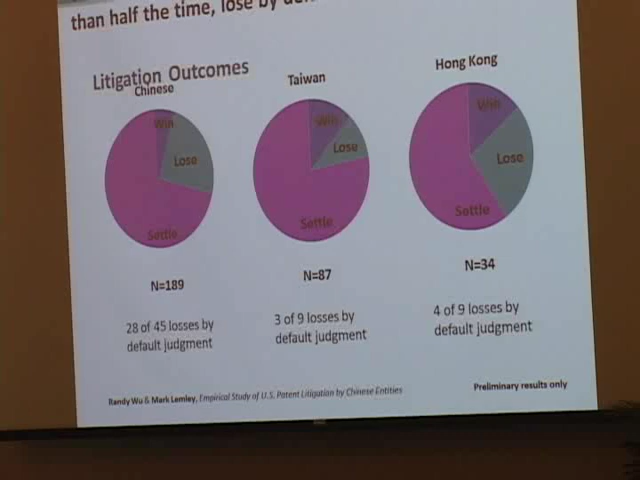 than half the time, lose by
Litigation Outcomes
Chinese
Taiwan
Hong Kong
Win
Lose
Settle
Win
Lose
Settle
Win
Lose
Settle
N=189
N=87
N=34
28 of 45 losses by
default judgment
3 of 9 losses by
default judgment
4 of 9 losses by
default judgment
Randy Wu & Mark Lemley, Empirical Study of U.S. Patent Litigation by Chinese Entities
Preliminary results only